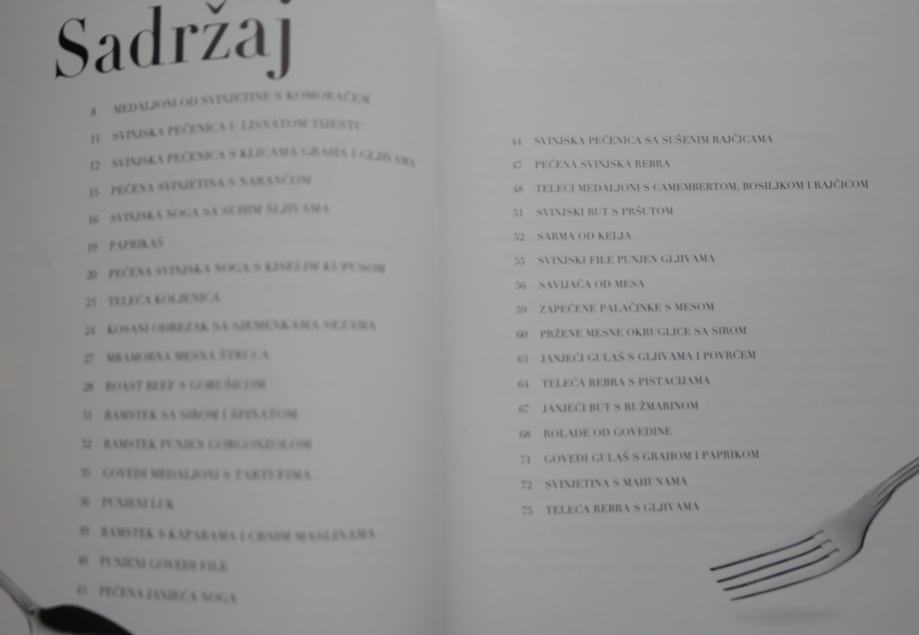 Sadržaj
8 MEDALJONI OD SVINJETINE S KOMORAČEM
11 SVINJSKA PEČENICA U LISNATOM TIJESTU
12 SVINJSKA PEČENICA S KLICAMA GRAHA I GLJIVAMA
15 PEČENA SVINJETINA S NARANČOM
16 SVINJSKA NOGA SA SUHIM ŠLJIVAMA
19 PAPRIKAŠ
20 PEČENA SVINJSKA NOGA S KISELIM KUPUSOM
23 TELEĆA KOLJENICA
24 KOSANI ODREZAK SA SJEMENKAMA SEZAMA
27 MRAMORNA MESNA ŠTRUCA
28 ROAST BEEF S GORUŠICOM
31 RAMSTEK SA SIROM I ŠPINATOM
32 RAMSTEK PUNJEN GORGONZOLOM
35 GOVEĐI MEDALJONI S TARTUFIMA
36 PUNJENI LUK
39 RAMSTEK S KAPARAMA I CRNIM MASLINAMA
40 PUNJENI GOVEĐI FILE
43 PEČENA JANJEĆA NOGA
44 SVINJSKA PEČENICA SA SUŠENIM RAJČICAMA
47 PEČENA SVINJSKA REBRA
48 TELEĆI MEDALJONI S CAMEMBERTOM, BOSILJKOM I RAJČICOM
51 SVINJSKI BUT S PRŠUTOM
52 SARMA OD KELJA
55 SVINJSKI FILE PUNJEN GLJIVAMA
56 SAVIJAČA OD MESA
59 ZAPEČENE PALAČINKE S MESOM
60 PRŽENE MESNE OKRUGLICE SA SIROM
63 JANJEĆI GULAŠ S GLJIVAMA I POVRĆEM
64 TELEĆA REBRA S PISTACIJAMA
67 JANJEĆI BUT S RUŽMARINOM
68 ROLADE OD GOVEDINE
71 GOVEĐI GULAŠ S GRAHOM I PAPRIKOM
72 SVINJETINA S MAHUNAMA
75 TELEĆA REBRA S GLJIVAMA